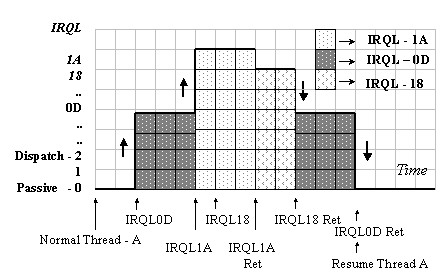 IRQL
1A
18
..
0D
..
..
Dispatch - 2
1
Passive - 0
IRQL - 1A
IRQL - 0D
IRQL - 18
Time
IRQL0D
IRQL18
IRQL18 Ret
Normal Thread - A
IRQL1A
IRQL1A
Ret
IRQL0D Ret
Resume Thread A